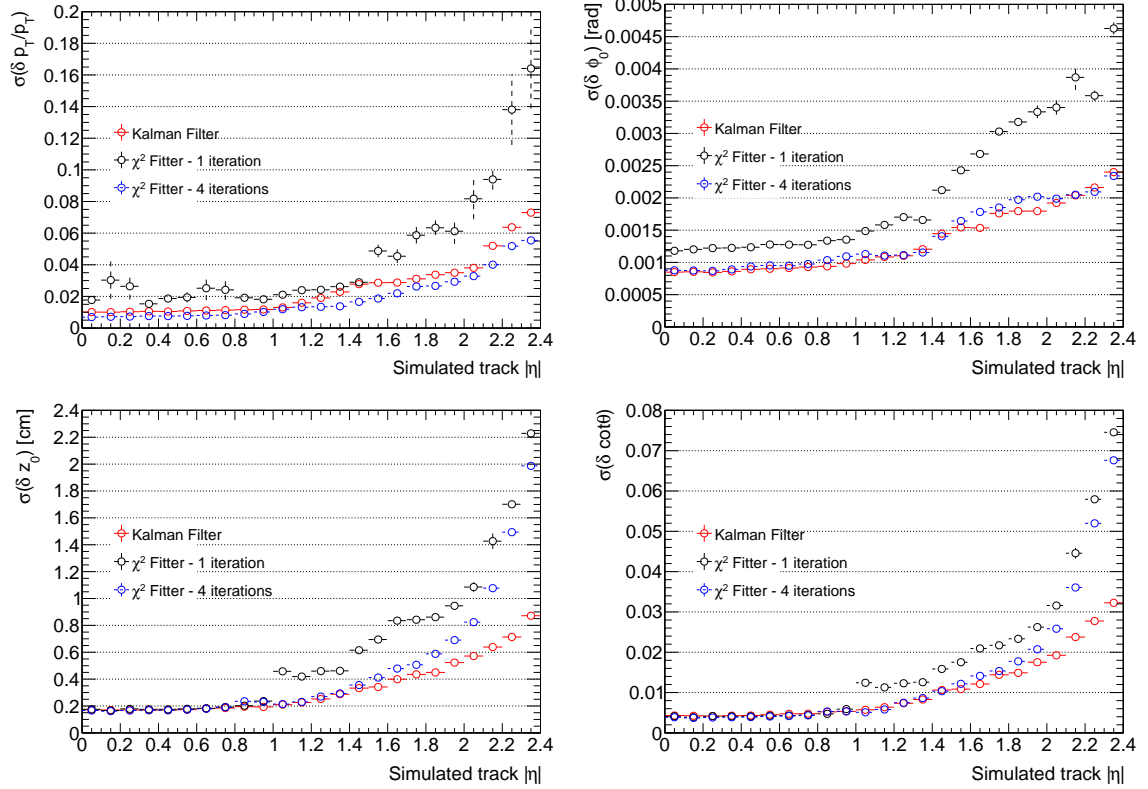 σ(δ p_T/p_T)
0.2
0.18
0.16
0.14
0.12
0.1
0.08
0.06
0.04
0.02
0
Kalman Filter
χ² Fitter - 1 iteration
χ² Fitter - 4 iterations
0 0.2 0.4 0.6 0.8 1 1.2 1.4 1.6 1.8 2 2.2 2.4
Simulated track |η|
σ(δ ϕ_0) [rad]
0.005
0.0045
0.004
0.0035
0.003
0.0025
0.002
0.0015
0.001
0.0005
0
Kalman Filter
χ² Fitter - 1 iteration
χ² Fitter - 4 iterations
0 0.2 0.4 0.6 0.8 1 1.2 1.4 1.6 1.8 2 2.2 2.4
Simulated track |η|
σ(δ z_0) [cm]
2.4
2.2
2
1.8
1.6
1.4
1.2
1
0.8
0.6
0.4
0.2
0
Kalman Filter
χ² Fitter - 1 iteration
χ² Fitter - 4 iterations
0 0.2 0.4 0.6 0.8 1 1.2 1.4 1.6 1.8 2 2.2 2.4
Simulated track |η|
σ(δ cotθ)
0.08
0.07
0.06
0.05
0.04
0.03
0.02
0.01
0
Kalman Filter
χ² Fitter - 1 iteration
χ² Fitter - 4 iterations
0 0.2 0.4 0.6 0.8 1 1.2 1.4 1.6 1.8 2 2.2 2.4
Simulated track |η|